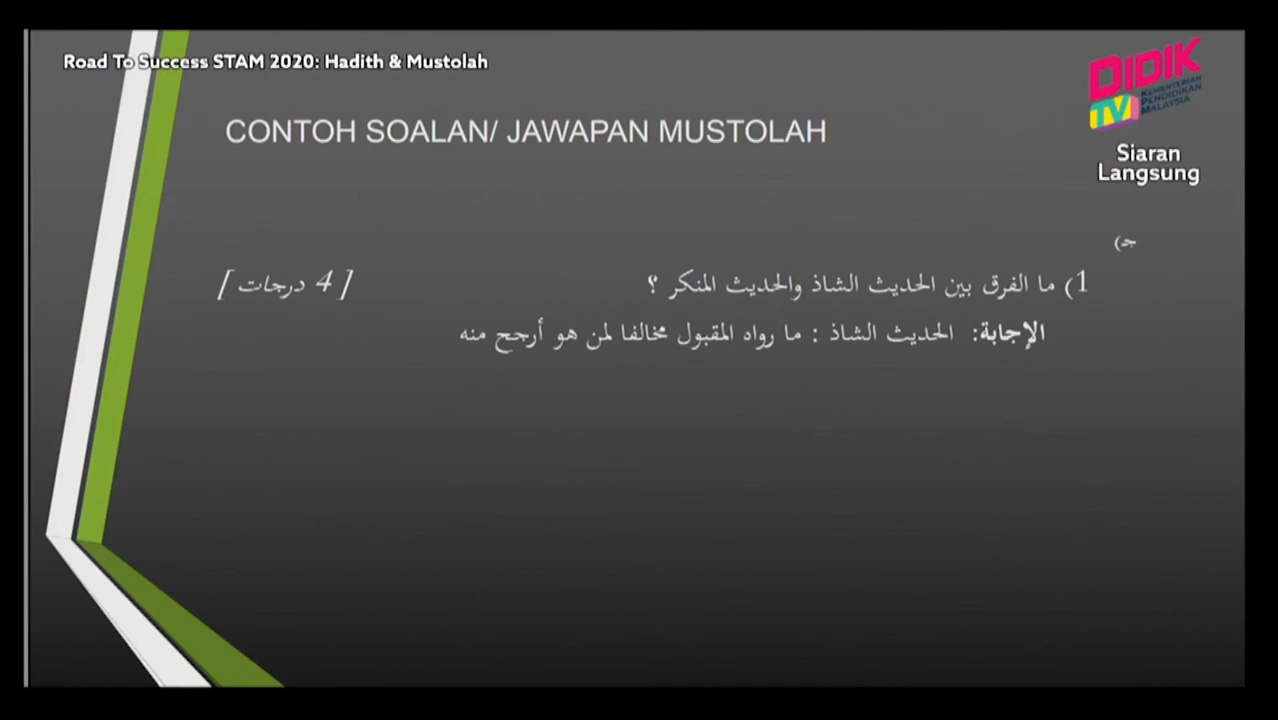 Road To Success STAM 2020: Hadith & Mustolah
DIDIK
TV
KEMENTERIAN
PENDIDIKAN
MALAYSIA
Siaran
Langsung
CONTOH SOALAN/ JAWAPAN MUSTOLAH
جـ)
1) ما الفرق بين الحديث الشاذ والحديث المنكر ؟ [ 4 درجات ]
الإجابة: الحديث الشاذ : ما رواه المقبول مخالفا لمن هو أرجح منه